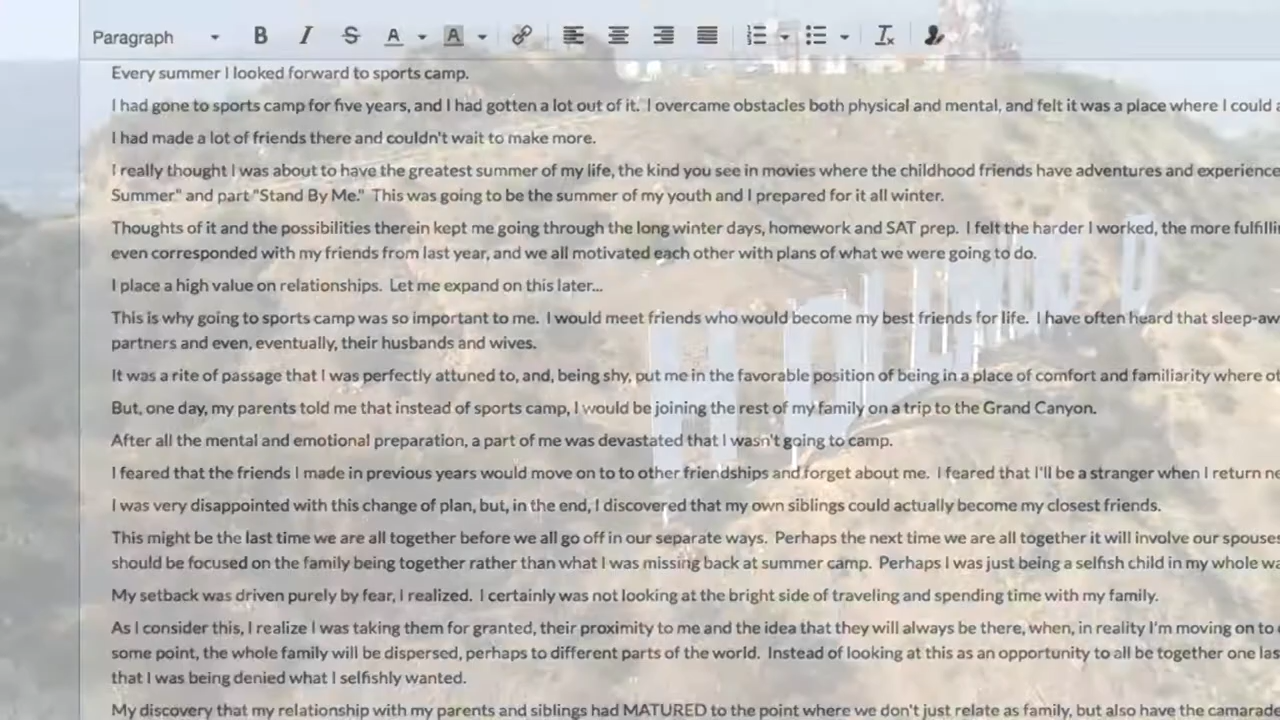 Paragraph
Every summer I looked forward to sports camp.
I had gone to sports camp for five years, and I had gotten a lot out of it. I overcame obstacles both physical and mental, and felt it was a place where I could
I had made a lot of friends there and couldn't wait to make more.
I really thought I was about to have the greatest summer of my life, the kind you see in movies where the childhood friends have adventures and experience
Summer" and part "Stand By Me." This was going to be the summer of my youth and I prepared for it all winter.
Thoughts of it and the possibilities therein kept me going through the long winter days, homework and SAT prep. I felt the harder I worked, the more fulfilli
even corresponded with my friends from last year, and we all motivated each other with plans of what we were going to do.
I place a high value on relationships. Let me expand on this later...
This is why going to sports camp was so important to me. I would meet friends who would become my best friends for life. I have often heard that sleep-aw
partners and even, eventually, their husbands and wives.
It was a rite of passage that I was perfectly attuned to, and, being shy, put me in the favorable position of being in a place of comfort and familiarity where ot
But, one day, my parents told me that instead of sports camp, I would be joining the rest of my family on a trip to the Grand Canyon.
After all the mental and emotional preparation, a part of me was devastated that I wasn't going to camp.
I feared that the friends I made in previous years would move on to to other friendships and forget about me. I feared that I'll be a stranger when I return ne
I was very disappointed with this change of plan, but, in the end, I discovered that my own siblings could actually become my closest friends.
This might be the last time we are all together before we all go off in our separate ways. Perhaps the next time we are all together it will involve our spouses
should be focused on the family being together rather than what I was missing back at summer camp. Perhaps I was just being a selfish child in my whole wa
My setback was driven purely by fear, I realized. I certainly was not looking at the bright side of traveling and spending time with my family.
As I consider this, I realize I was taking them for granted, their proximity to me and the idea that they will always be there, when, in reality I'm moving on to
some point, the whole family will be dispersed, perhaps to different parts of the world. Instead of looking at this as an opportunity to all be together one las
that I was being denied what I selfishly wanted.
My discovery that my relationship with my parents and siblings had MATURED to the point where we don't just relate as family, but also have the camarade